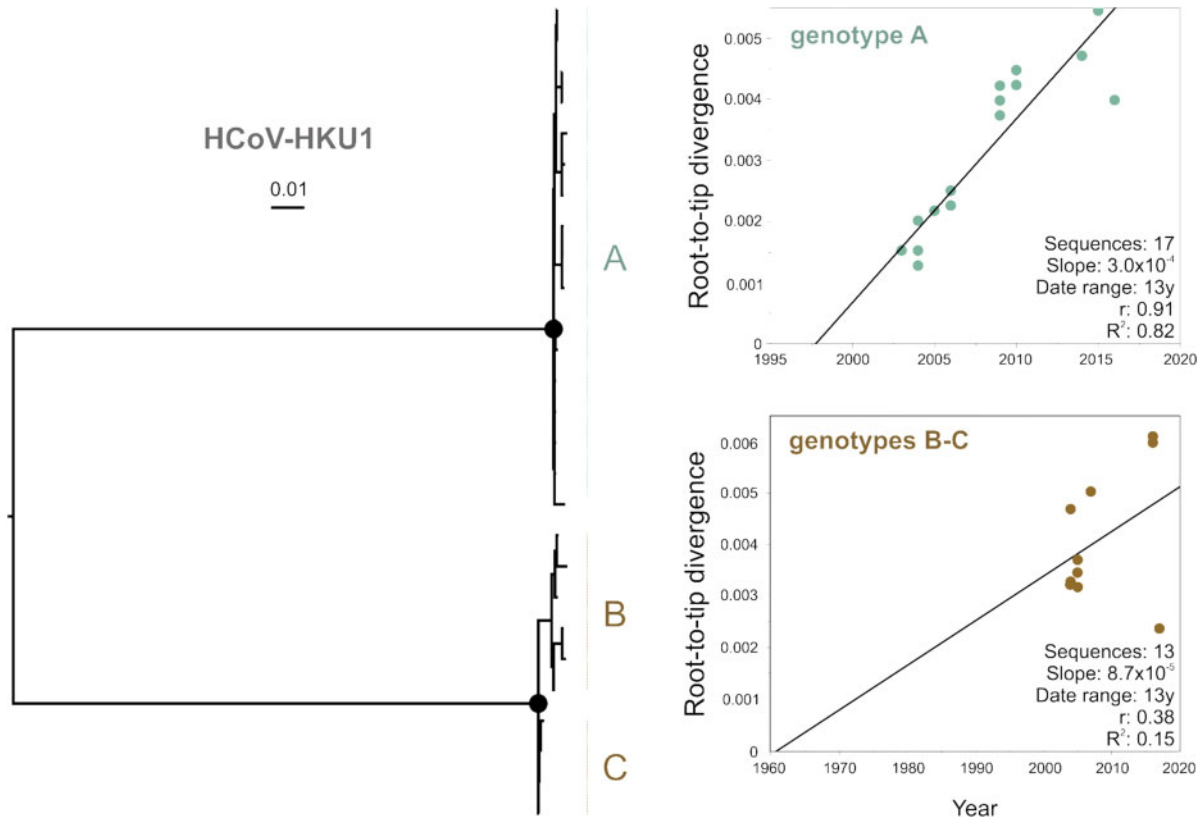 HCoV-HKU1
0.01
A
B
C
genotype A
Root-to-tip divergence
0.005
0.004
0.003
0.002
0.001
0
1995
2000
2005
2010
2015
2020
Sequences: 17
Slope: 3.0x10⁻⁴
Date range: 13y
r: 0.91
R²: 0.82
genotypes B-C
Root-to-tip divergence
0.006
0.005
0.004
0.003
0.002
0.001
0
1960
1970
1980
1990
2000
2010
2020
Sequences: 13
Slope: 8.7x10⁻⁵
Date range: 13y
r: 0.38
R²: 0.15
Year